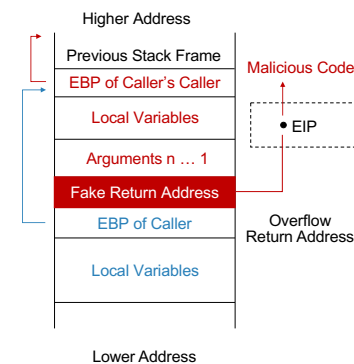 Higher Address
Previous Stack Frame
EBP of Caller's Caller
Malicious Code
Local Variables
EIP
Arguments n … 1
Fake Return Address
EBP of Caller
Overflow
Return Address
Local Variables
Lower Address